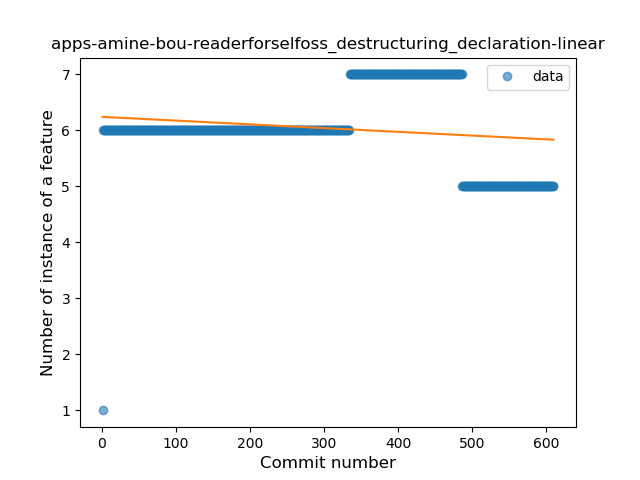 apps-amine-bou-readerforselfoss_destructuring_declaration-linear
data
Number of instance of a feature
7
6
5
4
3
2
1
0 100 200 300 400 500 600
Commit number